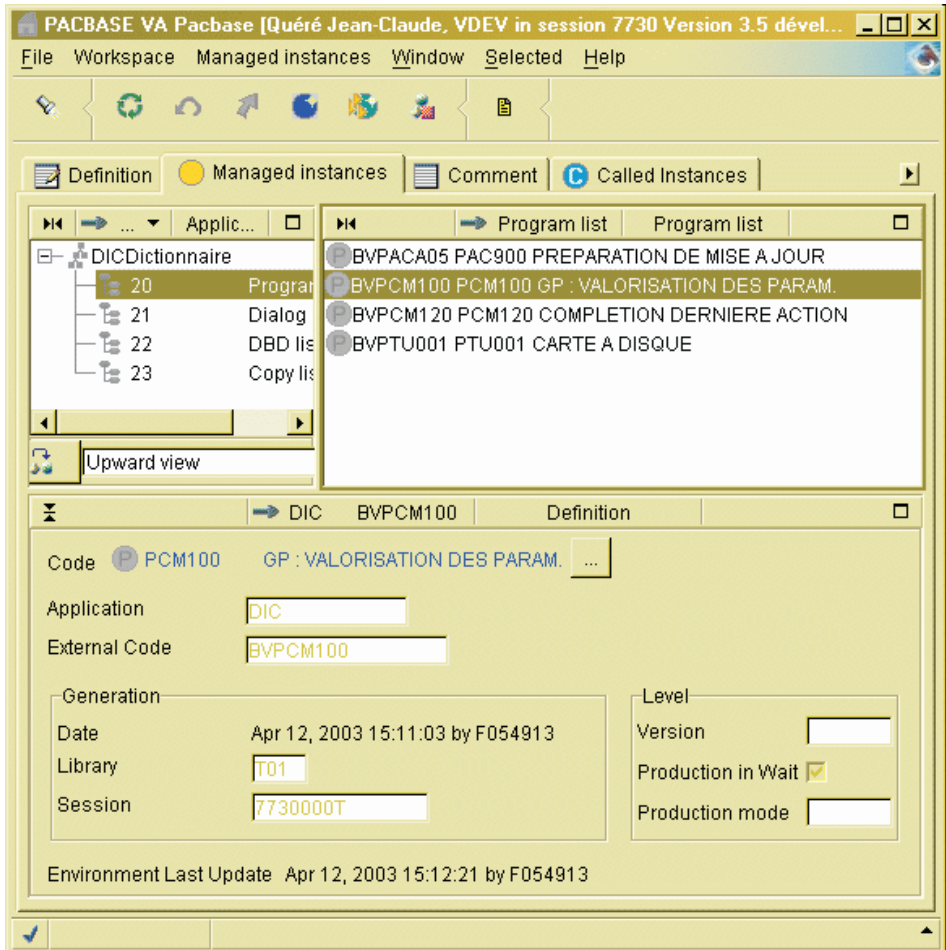 PACBASE VA Pacbase [Quéré Jean-Claude, VDEV in session 7730 Version 3.5 dével...
File Workspace Managed instances Window Selected Help
Definition Managed instances Comment Called Instances
... Applic... Program list Program list
DICDictionnaire
20 Program
21 Dialog
22 DBD lis
23 Copy lis
Upward view
BVPACA05 PAC900 PREPARATION DE MISE A JOUR
BVPCM100 PCM100 GP : VALORISATION DES PARAM.
BVPCM120 PCM120 COMPLETION DERNIERE ACTION
BVPTU001 PTU001 CARTE A DISQUE
DIC BVPCM100 Definition
Code P PCM100 GP : VALORISATION DES PARAM. ...
Application DIC
External Code BVPCM100
Generation
Date Apr 12, 2003 15:11:03 by F054913
Library T01
Session 7730000T
Level
Version
Production in Wait
Production mode
Environment Last Update Apr 12, 2003 15:12:21 by F054913